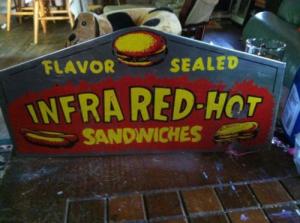 FLAVOR SEALED
INFRA RED-HOT
SANDWICHES